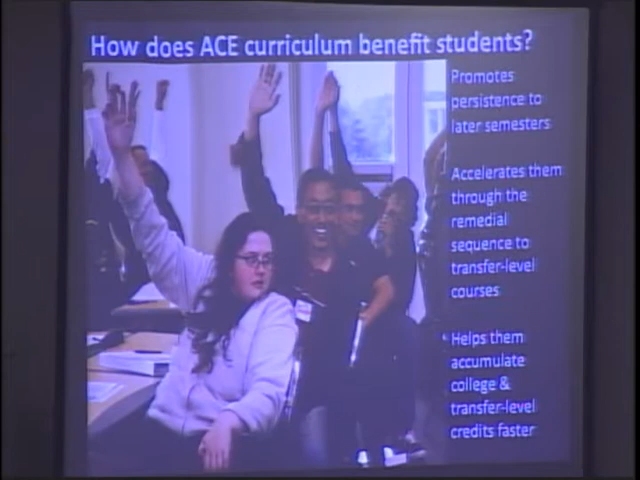 How does ACE curriculum benefit students?
Promotes
persistence to
later semesters
Accelerates them
through the
remedial
sequence to
transfer-level
courses
Helps them
accumulate
college &
transfer-level
credits faster